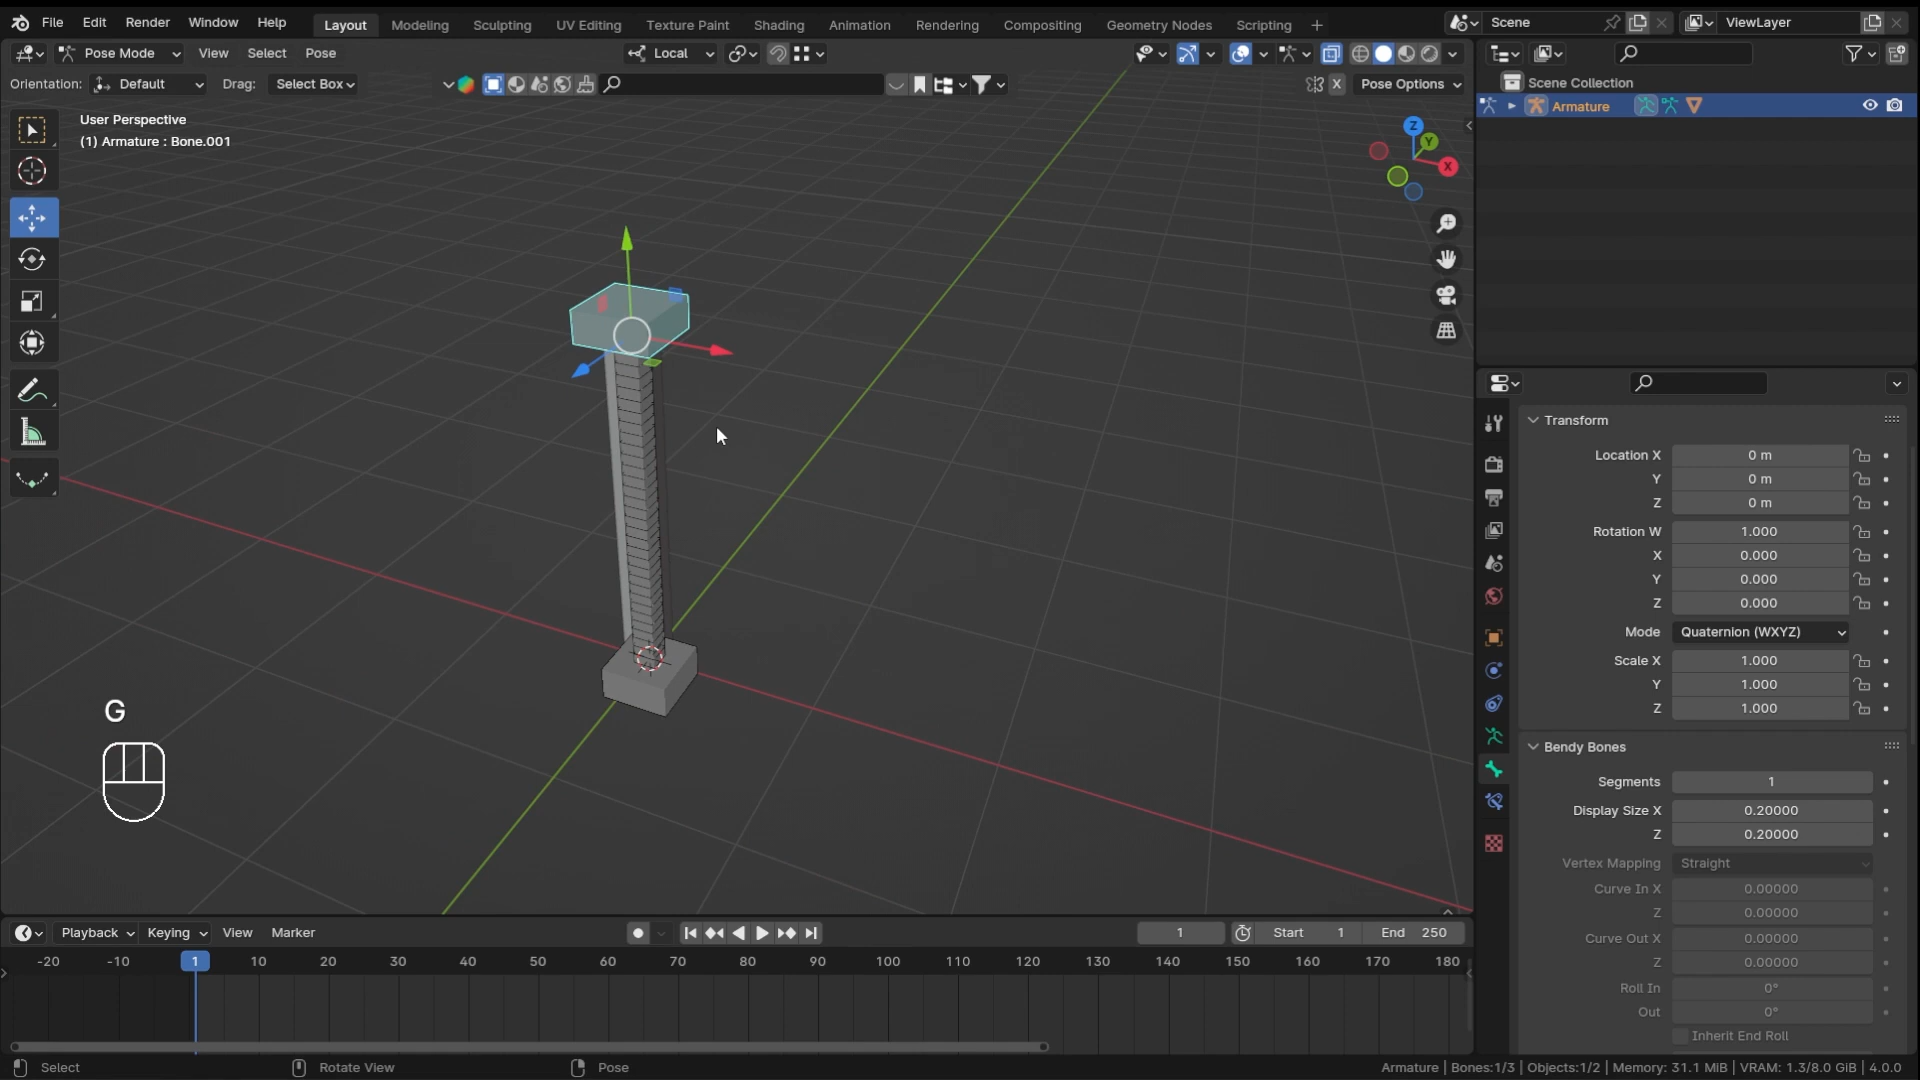 File Edit Render Window Help Layout Modeling Sculpting UV Editing Texture Paint Shading Animation Rendering Compositing Geometry Nodes Scripting + Scene ViewLayer
Pose Mode View Select Pose Local
Orientation: Default Drag: Select Box X Pose Options
Scene Collection
Armature
User Perspective
(1) Armature : Bone.001
Z
Y
X
Transform
Location X 0 m
Y 0 m
Z 0 m
Rotation W 1.000
X 0.000
Y 0.000
Z 0.000
Mode Quaternion (WXYZ)
Scale X 1.000
Y 1.000
Z 1.000
G
Bendy Bones
Segments 1
Display Size X 0.20000
Z 0.20000
Vertex Mapping Straight
Curve In X 0.00000
Z 0.00000
Curve Out X 0.00000
Z 0.00000
Roll In 0°
Out 0°
Inherit End Roll
Playback Keying View Marker 1 Start 1 End 250
-20 -10 1 10 20 30 40 50 60 70 80 90 100 110 120 130 140 150 160 170 180
Select Rotate View Pose Armature | Bones:1/3 | Objects:1/2 | Memory: 31.1 MiB | VRAM: 1.3/8.0 GiB | 4.0.0